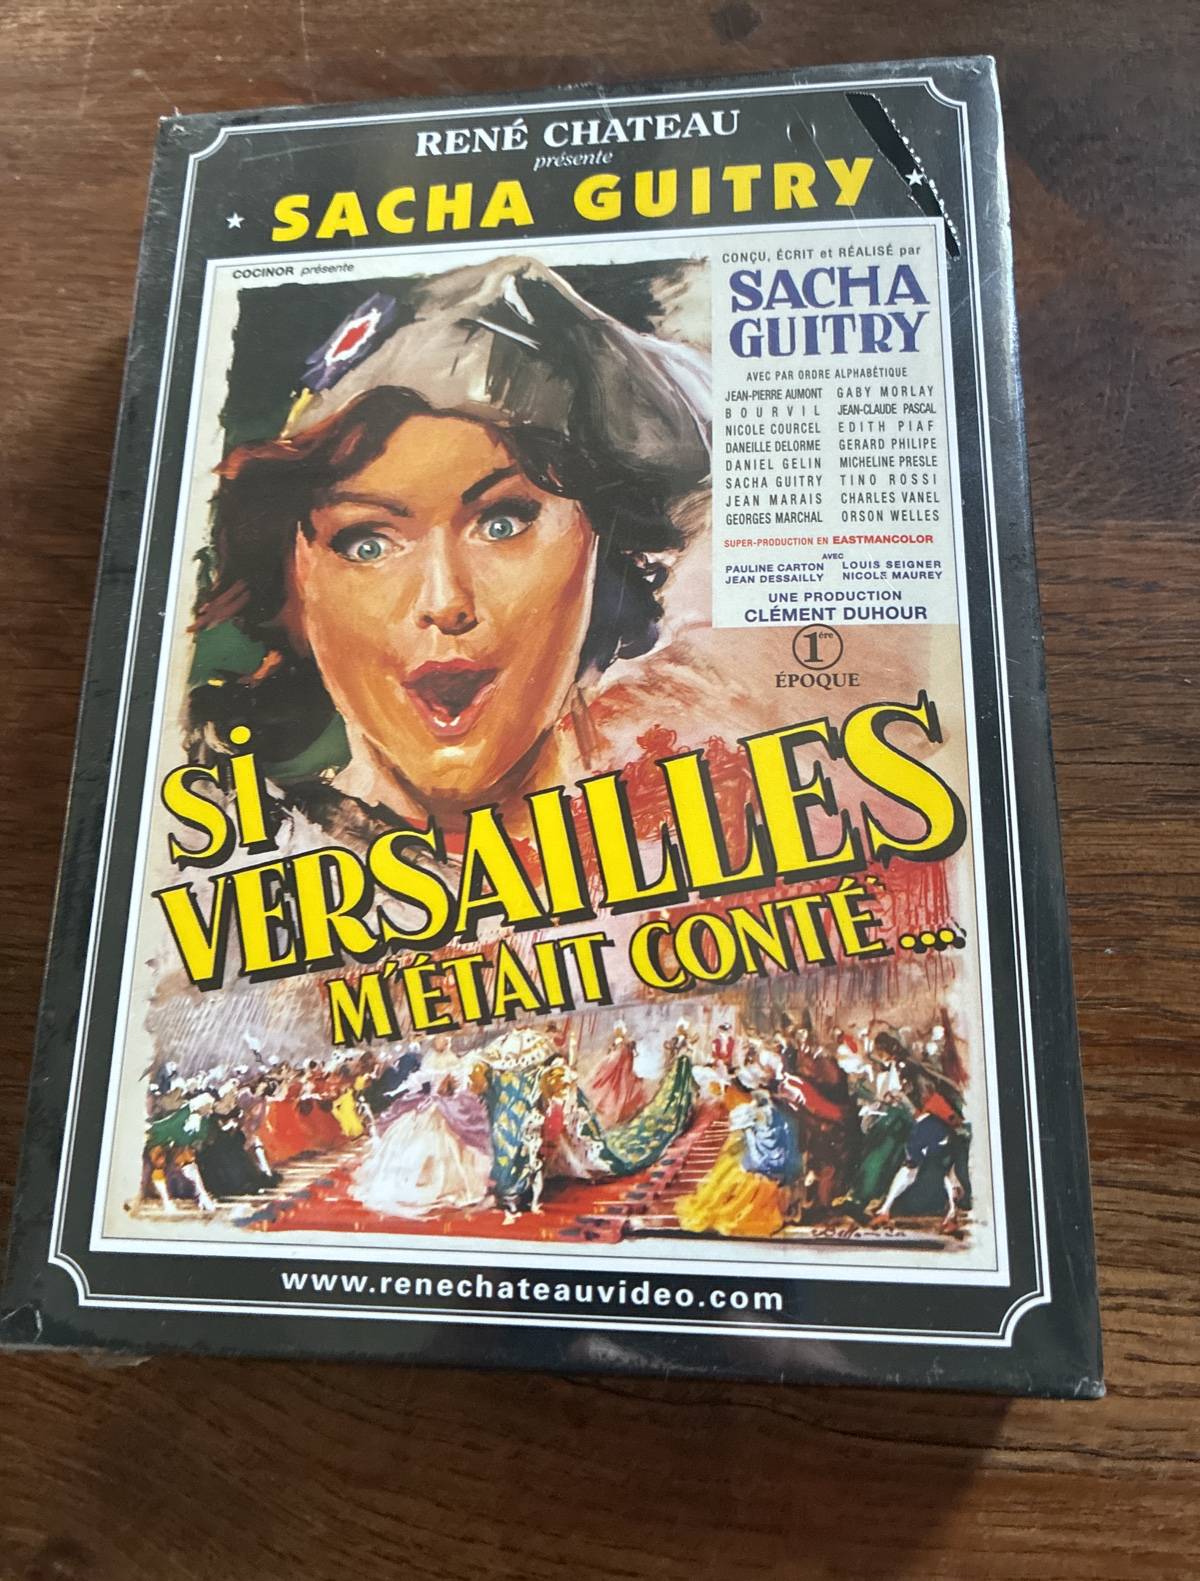 RENÉ CHATEAU
présente
SACHA GUITRY
COCINOR présente
CONÇU, ÉCRIT et RÉALISÉ par
SACHA
GUITRY
AVEC PAR ORDRE ALPHABÉTIQUE
JEAN-PIERRE AUMONT GABY MORLAY
BOURVIL JEAN-CLAUDE PASCAL
NICOLE COURCEL EDITH PIAF
DANEILLE DELORME GERARD PHILIPE
DANIEL GELIN MICHELINE PRESLE
SACHA GUITRY TINO ROSSI
JEAN MARAIS CHARLES VANEL
GEORGES MARCHAL ORSON WELLES
SUPER-PRODUCTION EN EASTMANCOLOR
AVEC
PAULINE CARTON LOUIS SEIGNER
JEAN DESSAILLY NICOLE MAUREY
UNE PRODUCTION
CLÉMENT DUHOUR
1ère
ÉPOQUE
Si
VERSAILLES
M'ÉTAIT CONTÉ...
www.renechateauvideo.com